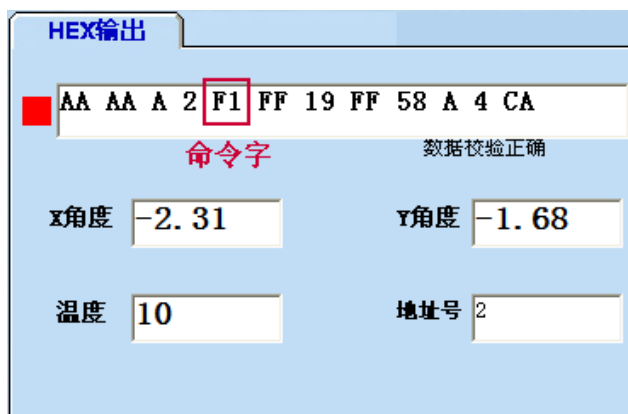 HEX输出
AA AA A 2 F1 FF 19 FF 58 A 4 CA
命令字 数据校验正确
X角度 -2.31 Y角度 -1.68
温度 10 地址号 2